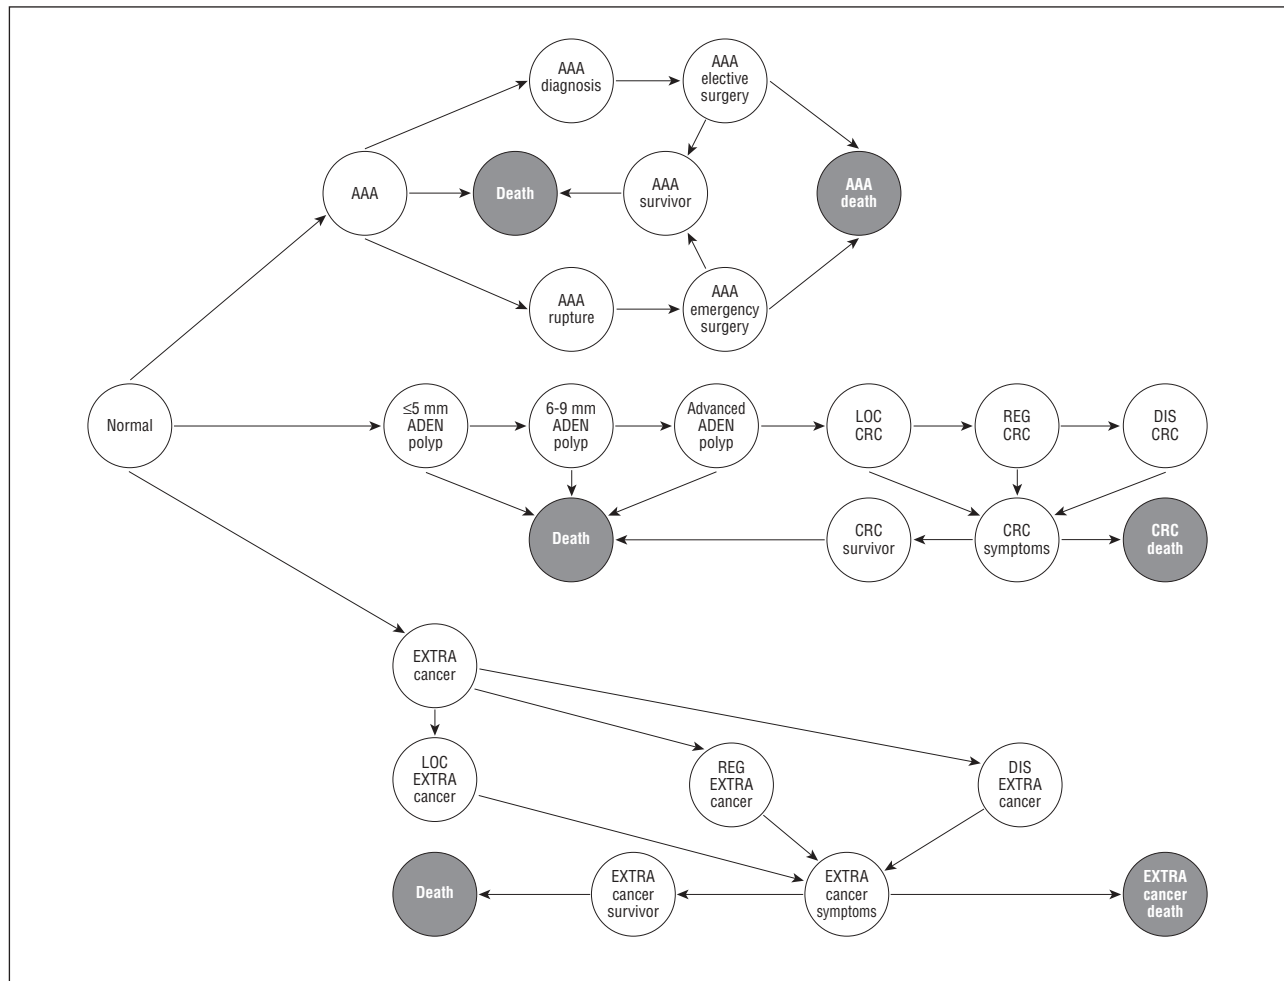 AAA
diagnosis
AAA
elective
surgery
AAA
Death
AAA
survivor
AAA
death
AAA
rupture
AAA
emergency
surgery
Normal
≤5 mm
ADEN
polyp
6-9 mm
ADEN
polyp
Advanced
ADEN
polyp
LOC
CRC
REG
CRC
DIS
CRC
Death
CRC
survivor
CRC
symptoms
CRC
death
EXTRA
cancer
LOC
EXTRA
cancer
REG
EXTRA
cancer
DIS
EXTRA
cancer
Death
EXTRA
cancer
survivor
EXTRA
cancer
symptoms
EXTRA
cancer
death